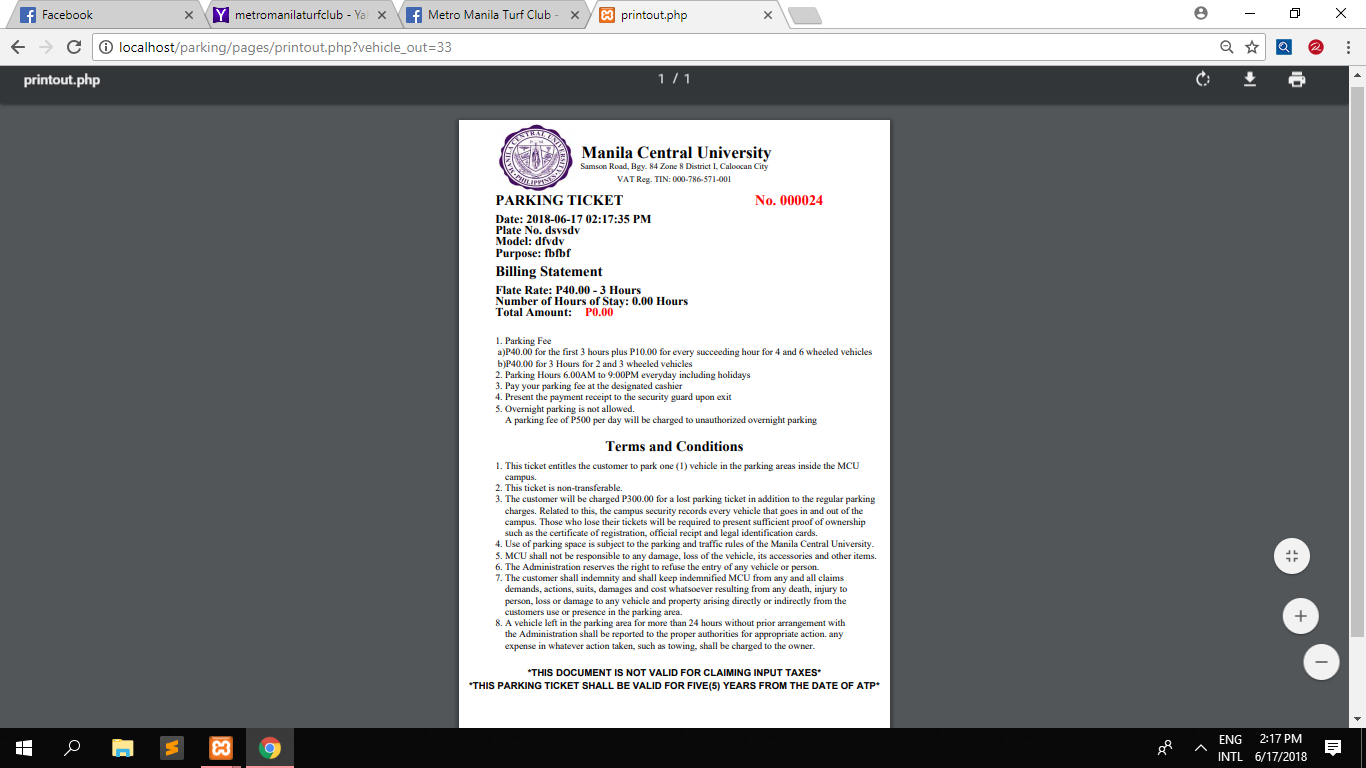 Facebook
metromanilaturfclub - Ya
Metro Manila Turf Club -
printout.php
localhost/parking/pages/printout.php?vehicle_out=33
printout.php
1 / 1
MANILA CENTRAL UNIVERSITY
PHILIPPINES
Manila Central University
Samson Road, Bgy. 84 Zone 8 District I, Caloocan City
VAT Reg. TIN: 000-786-571-001
PARKING TICKET No. 000024
Date: 2018-06-17 02:17:35 PM
Plate No. dsvsdv
Model: dfvdv
Purpose: fbfbf
Billing Statement
Flate Rate: P40.00 - 3 Hours
Number of Hours of Stay: 0.00 Hours
Total Amount: P0.00
1. Parking Fee
a)P40.00 for the first 3 hours plus P10.00 for every succeeding hour for 4 and 6 wheeled vehicles
b)P40.00 for 3 Hours for 2 and 3 wheeled vehicles
2. Parking Hours 6.00AM to 9:00PM everyday including holidays
3. Pay your parking fee at the designated cashier
4. Present the payment receipt to the security guard upon exit
5. Overnight parking is not allowed.
A parking fee of P500 per day will be charged to unauthorized overnight parking
Terms and Conditions
1. This ticket entitles the customer to park one (1) vehicle in the parking areas inside the MCU
campus.
2. This ticket is non-transferable.
3. The customer will be charged P300.00 for a lost parking ticket in addition to the regular parking
charges. Related to this, the campus security records every vehicle that goes in and out of the
campus. Those who lose their tickets will be required to present sufficient proof of ownership
such as the certificate of registration, official recipt and legal identification cards.
4. Use of parking space is subject to the parking and traffic rules of the Manila Central University.
5. MCU shall not be responsible to any damage, loss of the vehicle, its accessories and other items.
6. The Administration reserves the right to refuse the entry of any vehicle or person.
7. The customer shall indemnity and shall keep indemnified MCU from any and all claims
demands, actions, suits, damages and cost whatsoever resulting from any death, injury to
person, loss or damage to any vehicle and property arising directly or indirectly from the
customers use or presence in the parking area.
8. A vehicle left in the parking area for more than 24 hours without prior arrangement with
the Administration shall be reported to the proper authorities for appropriate action. any
expense in whatever action taken, such as towing, shall be charged to the owner.
*THIS DOCUMENT IS NOT VALID FOR CLAIMING INPUT TAXES*
*THIS PARKING TICKET SHALL BE VALID FOR FIVE(5) YEARS FROM THE DATE OF ATP*
ENG
INTL
2:17 PM
6/17/2018